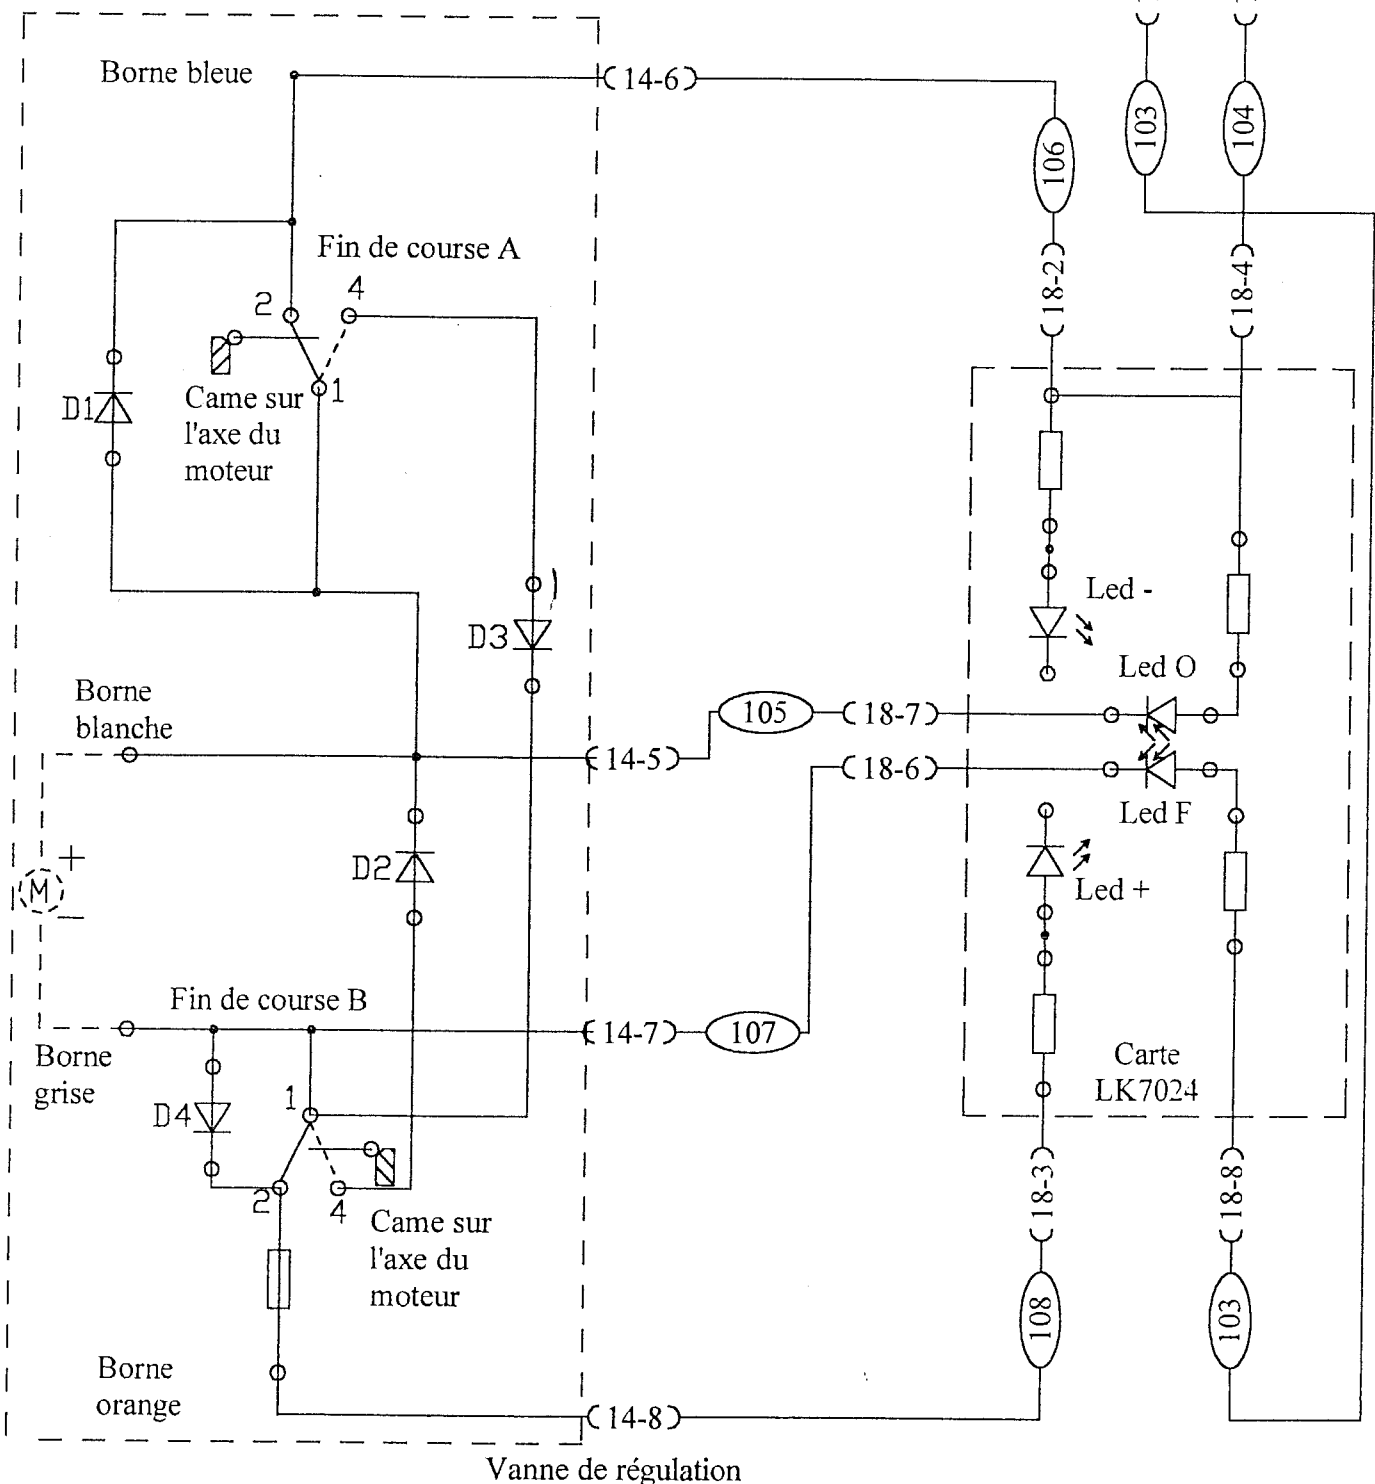 Borne bleue
(14-6)
106
103
104
Fin de course A
2
4
18-2
18-4
1
D1
Came sur
l'axe du
moteur
D3
Led -
Led O
Borne
blanche
105
(18-7)
(14-5)
(18-6)
Led F
M
+
−
D2
Led +
Fin de course B
(14-7)
107
Borne
grise
Carte
LK7024
D4
1
2
4
18-3
18-8
Came sur
l'axe du
moteur
108
103
Borne
orange
(14-8)
Vanne de régulation